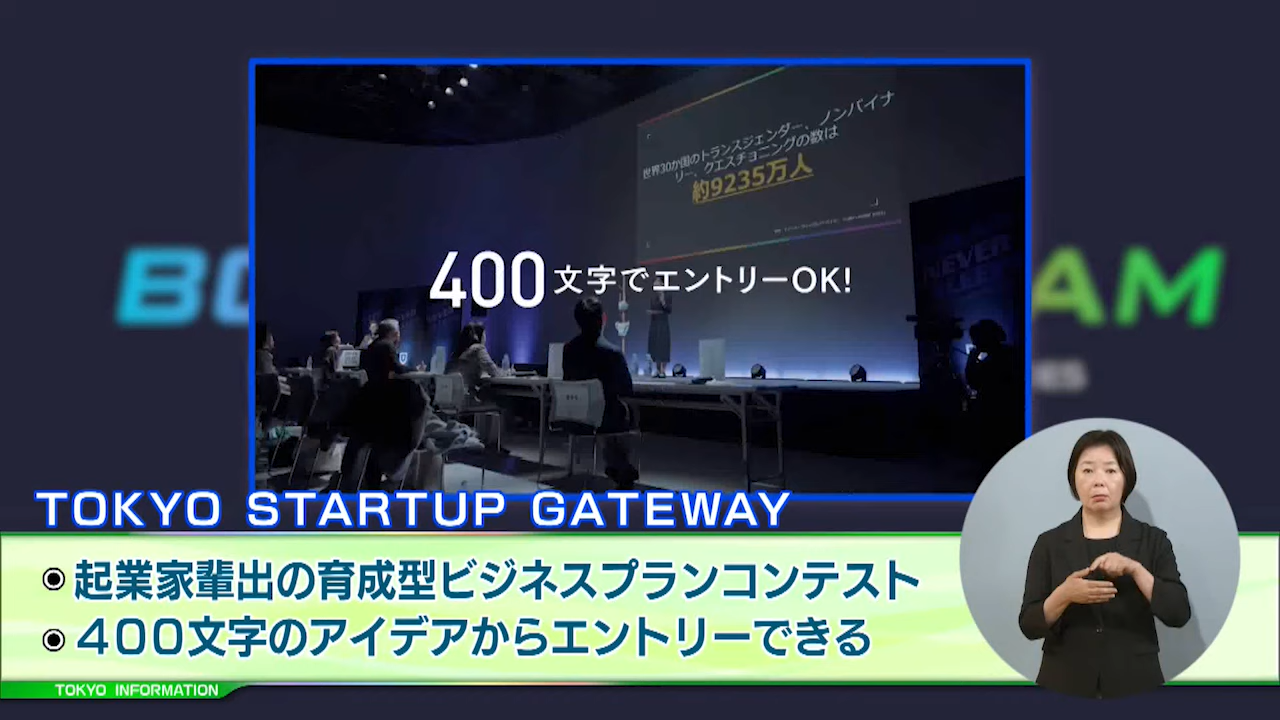 世界30か国のトランスジェンダー、ノンバイナ
リー、クエスチョニングの数は
約9235万人
400文字でエントリーOK!
NEVER
AM
TOKYO STARTUP GATEWAY
起業家輩出の育成型ビジネスプランコンテスト
400文字のアイデアからエントリーできる
TOKYO INFORMATION